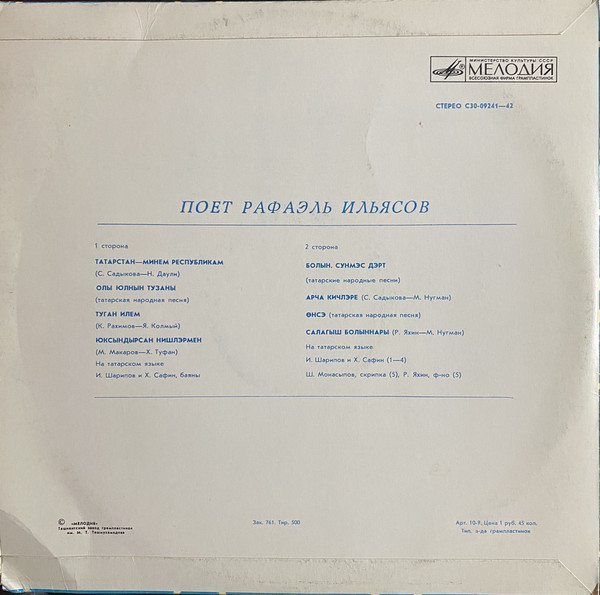 МИНИСТЕРСТВО КУЛЬТУРЫ СССР
МЕЛОДИЯ
ВСЕСОЮЗНАЯ ФИРМА ГРАМПЛАСТИНОК
СТЕРЕО С30-09241—42
ПОЕТ РАФАЭЛЬ ИЛЬЯСОВ
1 сторона
ТАТАРСТАН—МИНЕМ РЕСПУБЛИКАМ
(С. Садыкова—Н. Даули)
ОЛЫ ЮЛНЫН ТУЗАНЫ
(татарская народная песня)
ТУГАН ИЛЕМ
(К. Рахимов—Я. Колмый)
ЮКСЫНДЫРСАН НИШЛЭРМЕН
(М. Макаров—Х. Туфан)
На татарском языке
И. Шарипов и Х. Сафин, баяны
2 сторона
БОЛЫН. СУНМЭС ДЭРТ
(татарские народные песни)
АРЧА КИЧЛЭРЕ (С. Садыкова—М. Нугман)
ӨНСЭ (татарская народная песня)
САЛАГЫШ БОЛЫННАРЫ (Р. Яхин—М. Нугман)
На татарском языке
И. Шарипов и Х. Сафин (1—4)
Ш. Монасыпов, скрипка (5), Р. Яхин, ф-но (5)
© «МЕЛОДИЯ»
Ташкентский завод грампластинок
им. М. Т. Ташмухамедова
Зак. 761. Тир. 500
Арт. 10-9. Цена 1 руб. 45 коп.
Тип. з-да грампластинок